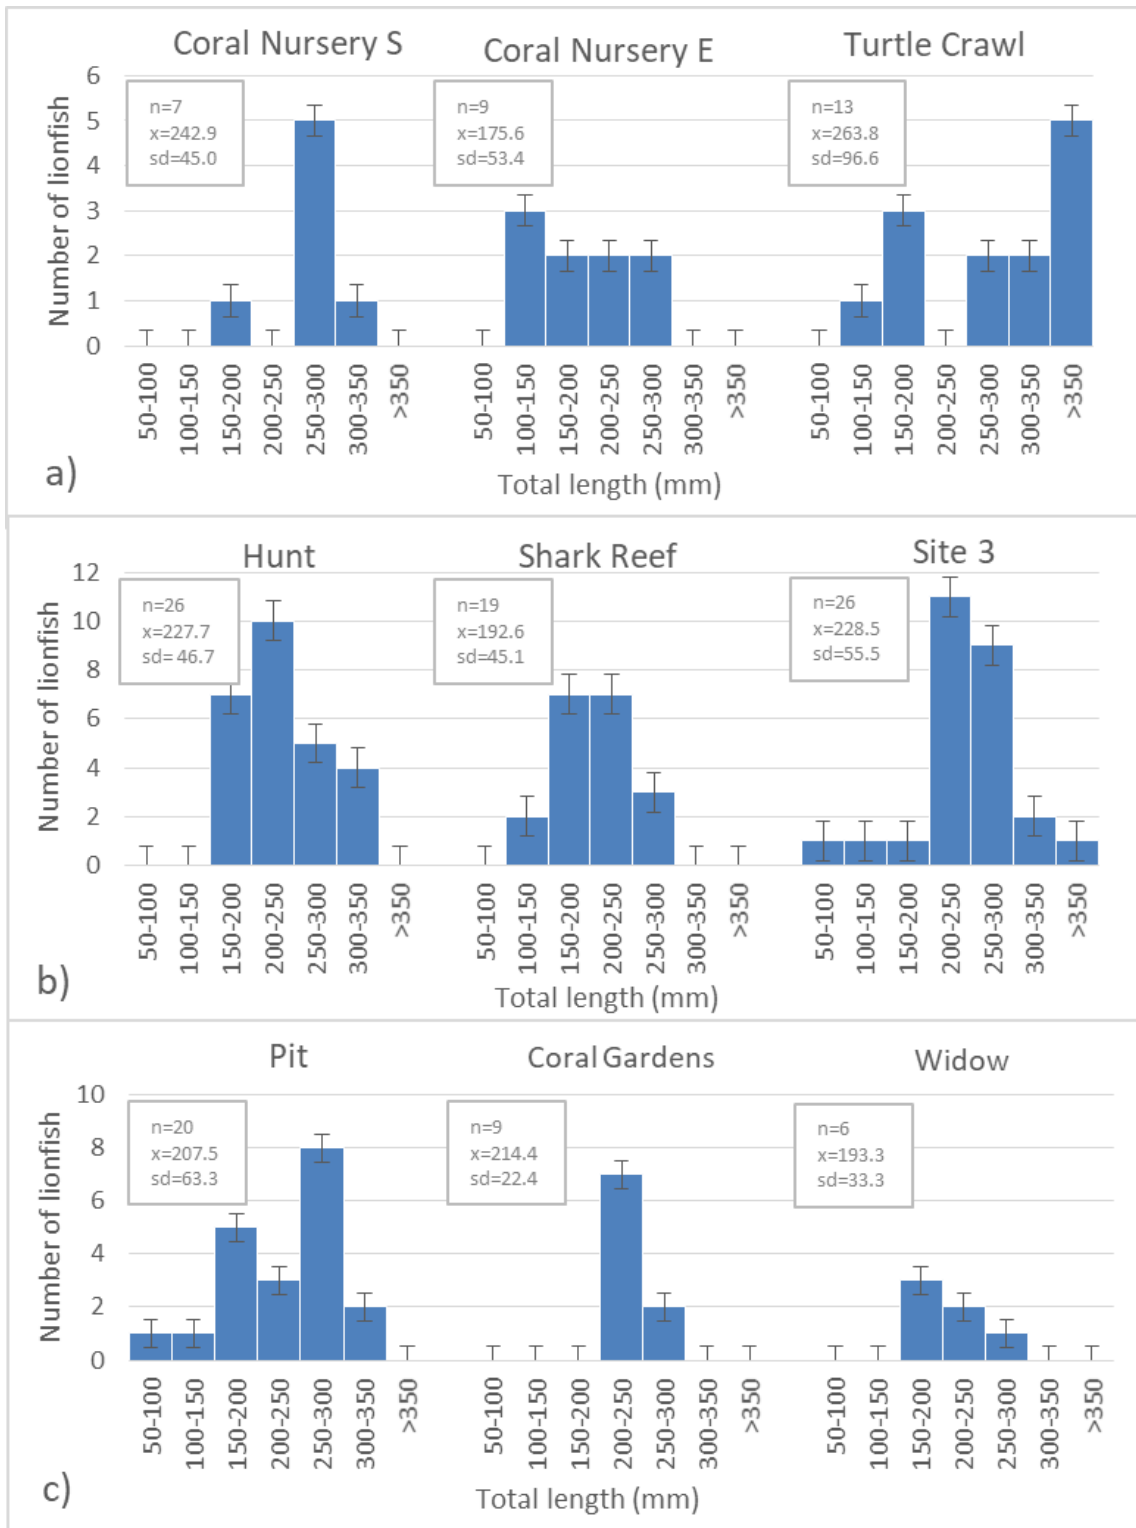 Coral Nursery S
Coral Nursery E
Turtle Crawl
Number of lionfish
6
5
4
3
2
1
0
n=7
x=242.9
sd=45.0
n=9
x=175.6
sd=53.4
n=13
x=263.8
sd=96.6
50-100
100-150
150-200
200-250
250-300
300-350
>350
50-100
100-150
150-200
200-250
250-300
300-350
>350
50-100
100-150
150-200
200-250
250-300
300-350
>350
a)
Total length (mm)
Hunt
Shark Reef
Site 3
Number of lionfish
12
10
8
6
4
2
0
n=26
x=227.7
sd= 46.7
n=19
x=192.6
sd=45.1
n=26
x=228.5
sd=55.5
50-100
100-150
150-200
200-250
250-300
300-350
>350
50-100
100-150
150-200
200-250
250-300
300-350
>350
50-100
100-150
150-200
200-250
250-300
300-350
>350
b)
Total length (mm)
Pit
Coral Gardens
Widow
Number of lionfish
10
8
6
4
2
0
n=20
x=207.5
sd=63.3
n=9
x=214.4
sd=22.4
n=6
x=193.3
sd=33.3
50-100
100-150
150-200
200-250
250-300
300-350
>350
50-100
100-150
150-200
200-250
250-300
300-350
>350
50-100
100-150
150-200
200-250
250-300
300-350
>350
c)
Total length (mm)